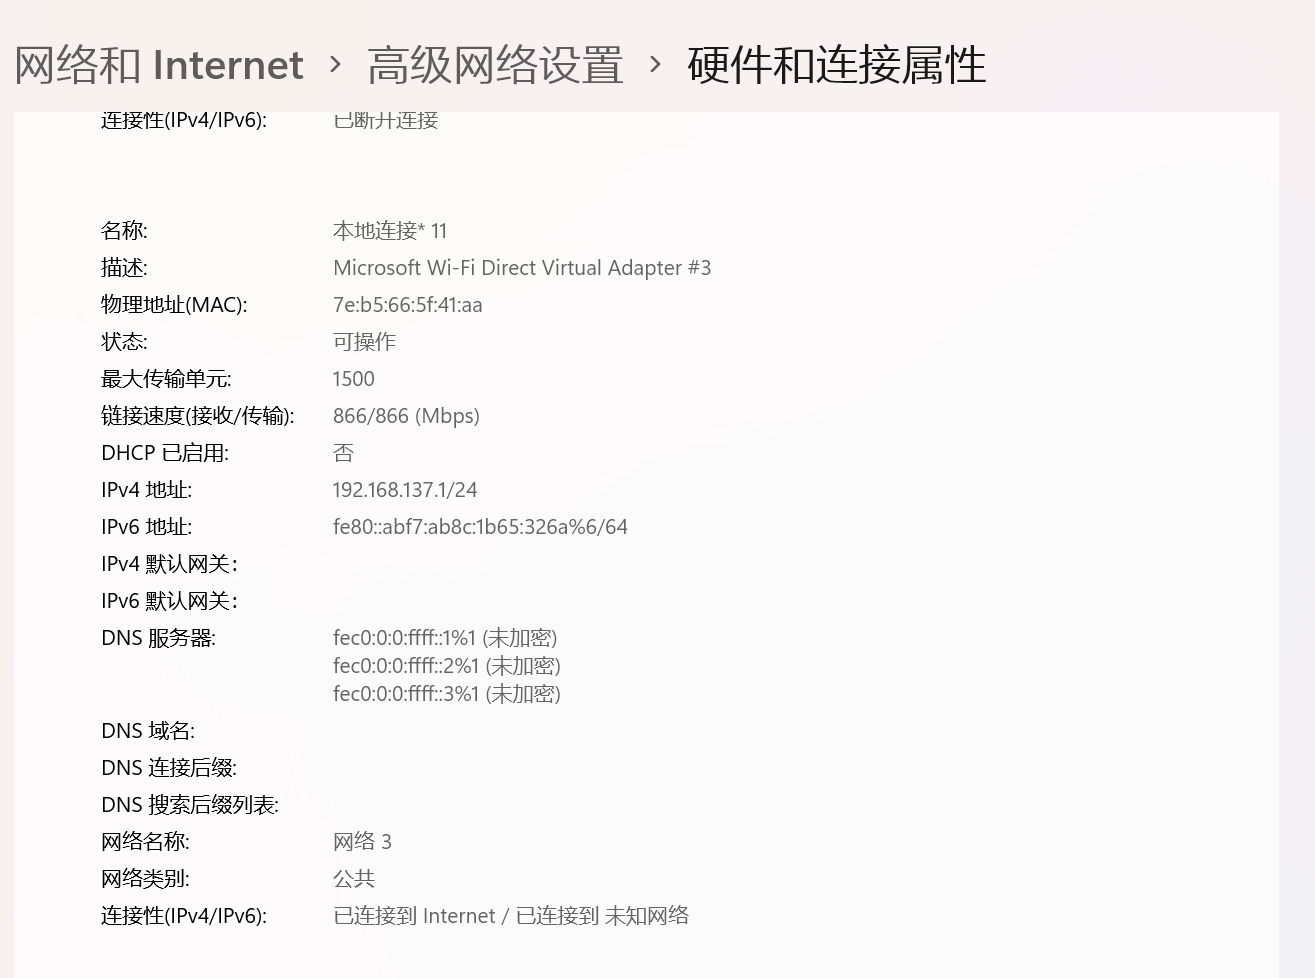 网络和 Internet › 高级网络设置 › 硬件和连接属性
连接性(IPv4/IPv6): 已断开连接
名称: 本地连接* 11
描述: Microsoft Wi-Fi Direct Virtual Adapter #3
物理地址(MAC): 7e:b5:66:5f:41:aa
状态: 可操作
最大传输单元: 1500
链接速度(接收/传输): 866/866 (Mbps)
DHCP 已启用: 否
IPv4 地址: 192.168.137.1/24
IPv6 地址: fe80::abf7:ab8c:1b65:326a%6/64
IPv4 默认网关:
IPv6 默认网关:
DNS 服务器: fec0:0:0:ffff::1%1 (未加密)
fec0:0:0:ffff::2%1 (未加密)
fec0:0:0:ffff::3%1 (未加密)
DNS 域名:
DNS 连接后缀:
DNS 搜索后缀列表:
网络名称: 网络 3
网络类别: 公共
连接性(IPv4/IPv6): 已连接到 Internet / 已连接到 未知网络